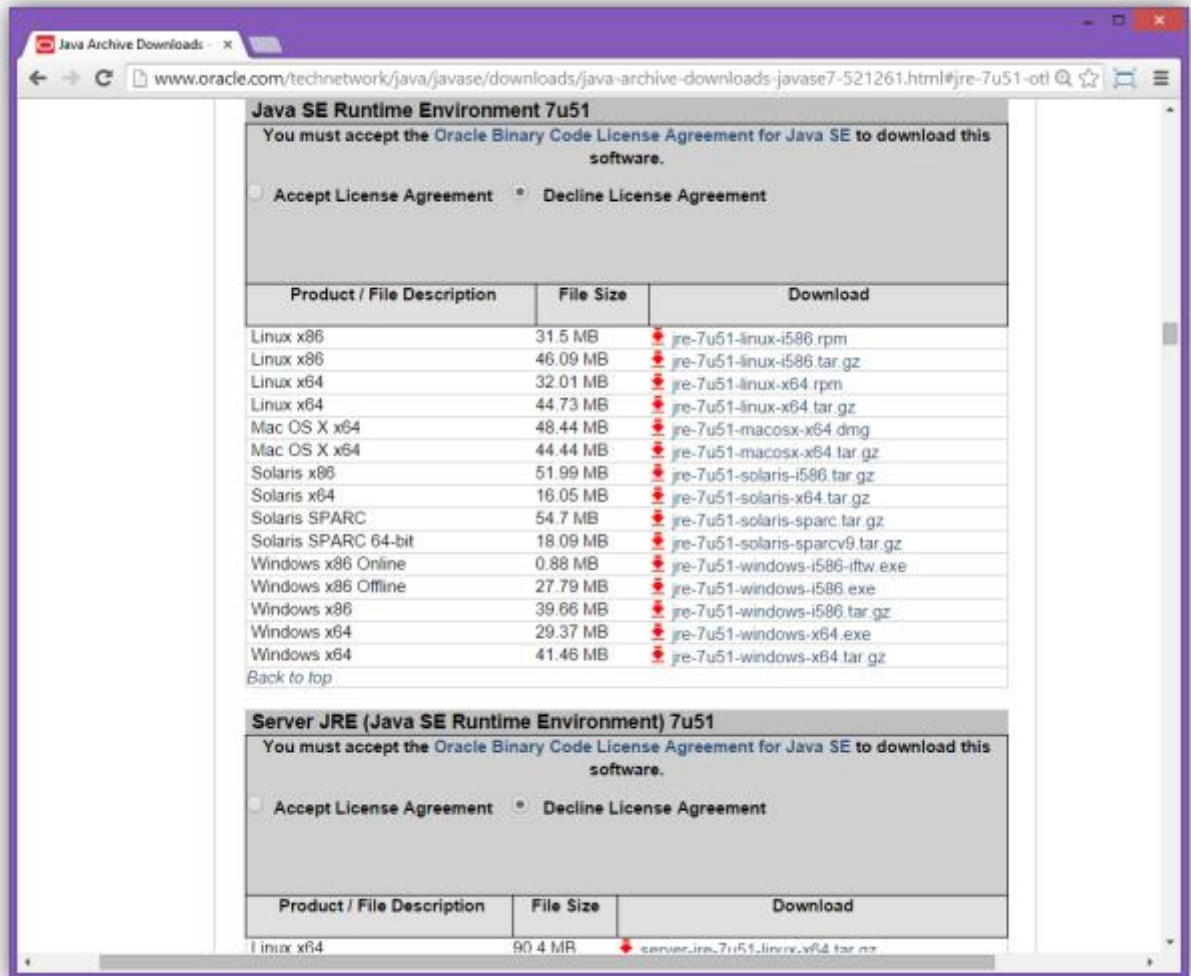 Java Archive Downloads -
www.oracle.com/technetwork/java/javase/downloads/java-archive-downloads-javase7-521261.html#jre-7u51-otl
Java SE Runtime Environment 7u51
You must accept the Oracle Binary Code License Agreement for Java SE to download this
software.
Accept License Agreement Decline License Agreement
Product / File Description File Size Download
Linux x86 31.5 MB jre-7u51-linux-i586.rpm
Linux x86 46.09 MB jre-7u51-linux-i586.tar.gz
Linux x64 32.01 MB jre-7u51-linux-x64.rpm
Linux x64 44.73 MB jre-7u51-linux-x64.tar.gz
Mac OS X x64 48.44 MB jre-7u51-macosx-x64.dmg
Mac OS X x64 44.44 MB jre-7u51-macosx-x64.tar.gz
Solaris x86 51.99 MB jre-7u51-solaris-i586.tar.gz
Solaris x64 16.05 MB jre-7u51-solaris-x64.tar.gz
Solaris SPARC 54.7 MB jre-7u51-solaris-sparc.tar.gz
Solaris SPARC 64-bit 18.09 MB jre-7u51-solaris-sparcv9.tar.gz
Windows x86 Online 0.88 MB jre-7u51-windows-i586-iftw.exe
Windows x86 Offline 27.79 MB jre-7u51-windows-i586.exe
Windows x86 39.66 MB jre-7u51-windows-i586.tar.gz
Windows x64 29.37 MB jre-7u51-windows-x64.exe
Windows x64 41.46 MB jre-7u51-windows-x64.tar.gz
Back to top
Server JRE (Java SE Runtime Environment) 7u51
You must accept the Oracle Binary Code License Agreement for Java SE to download this
software.
Accept License Agreement Decline License Agreement
Product / File Description File Size Download
Linux x64 90.4 MB server-jre-7u51-linux-x64.tar.gz